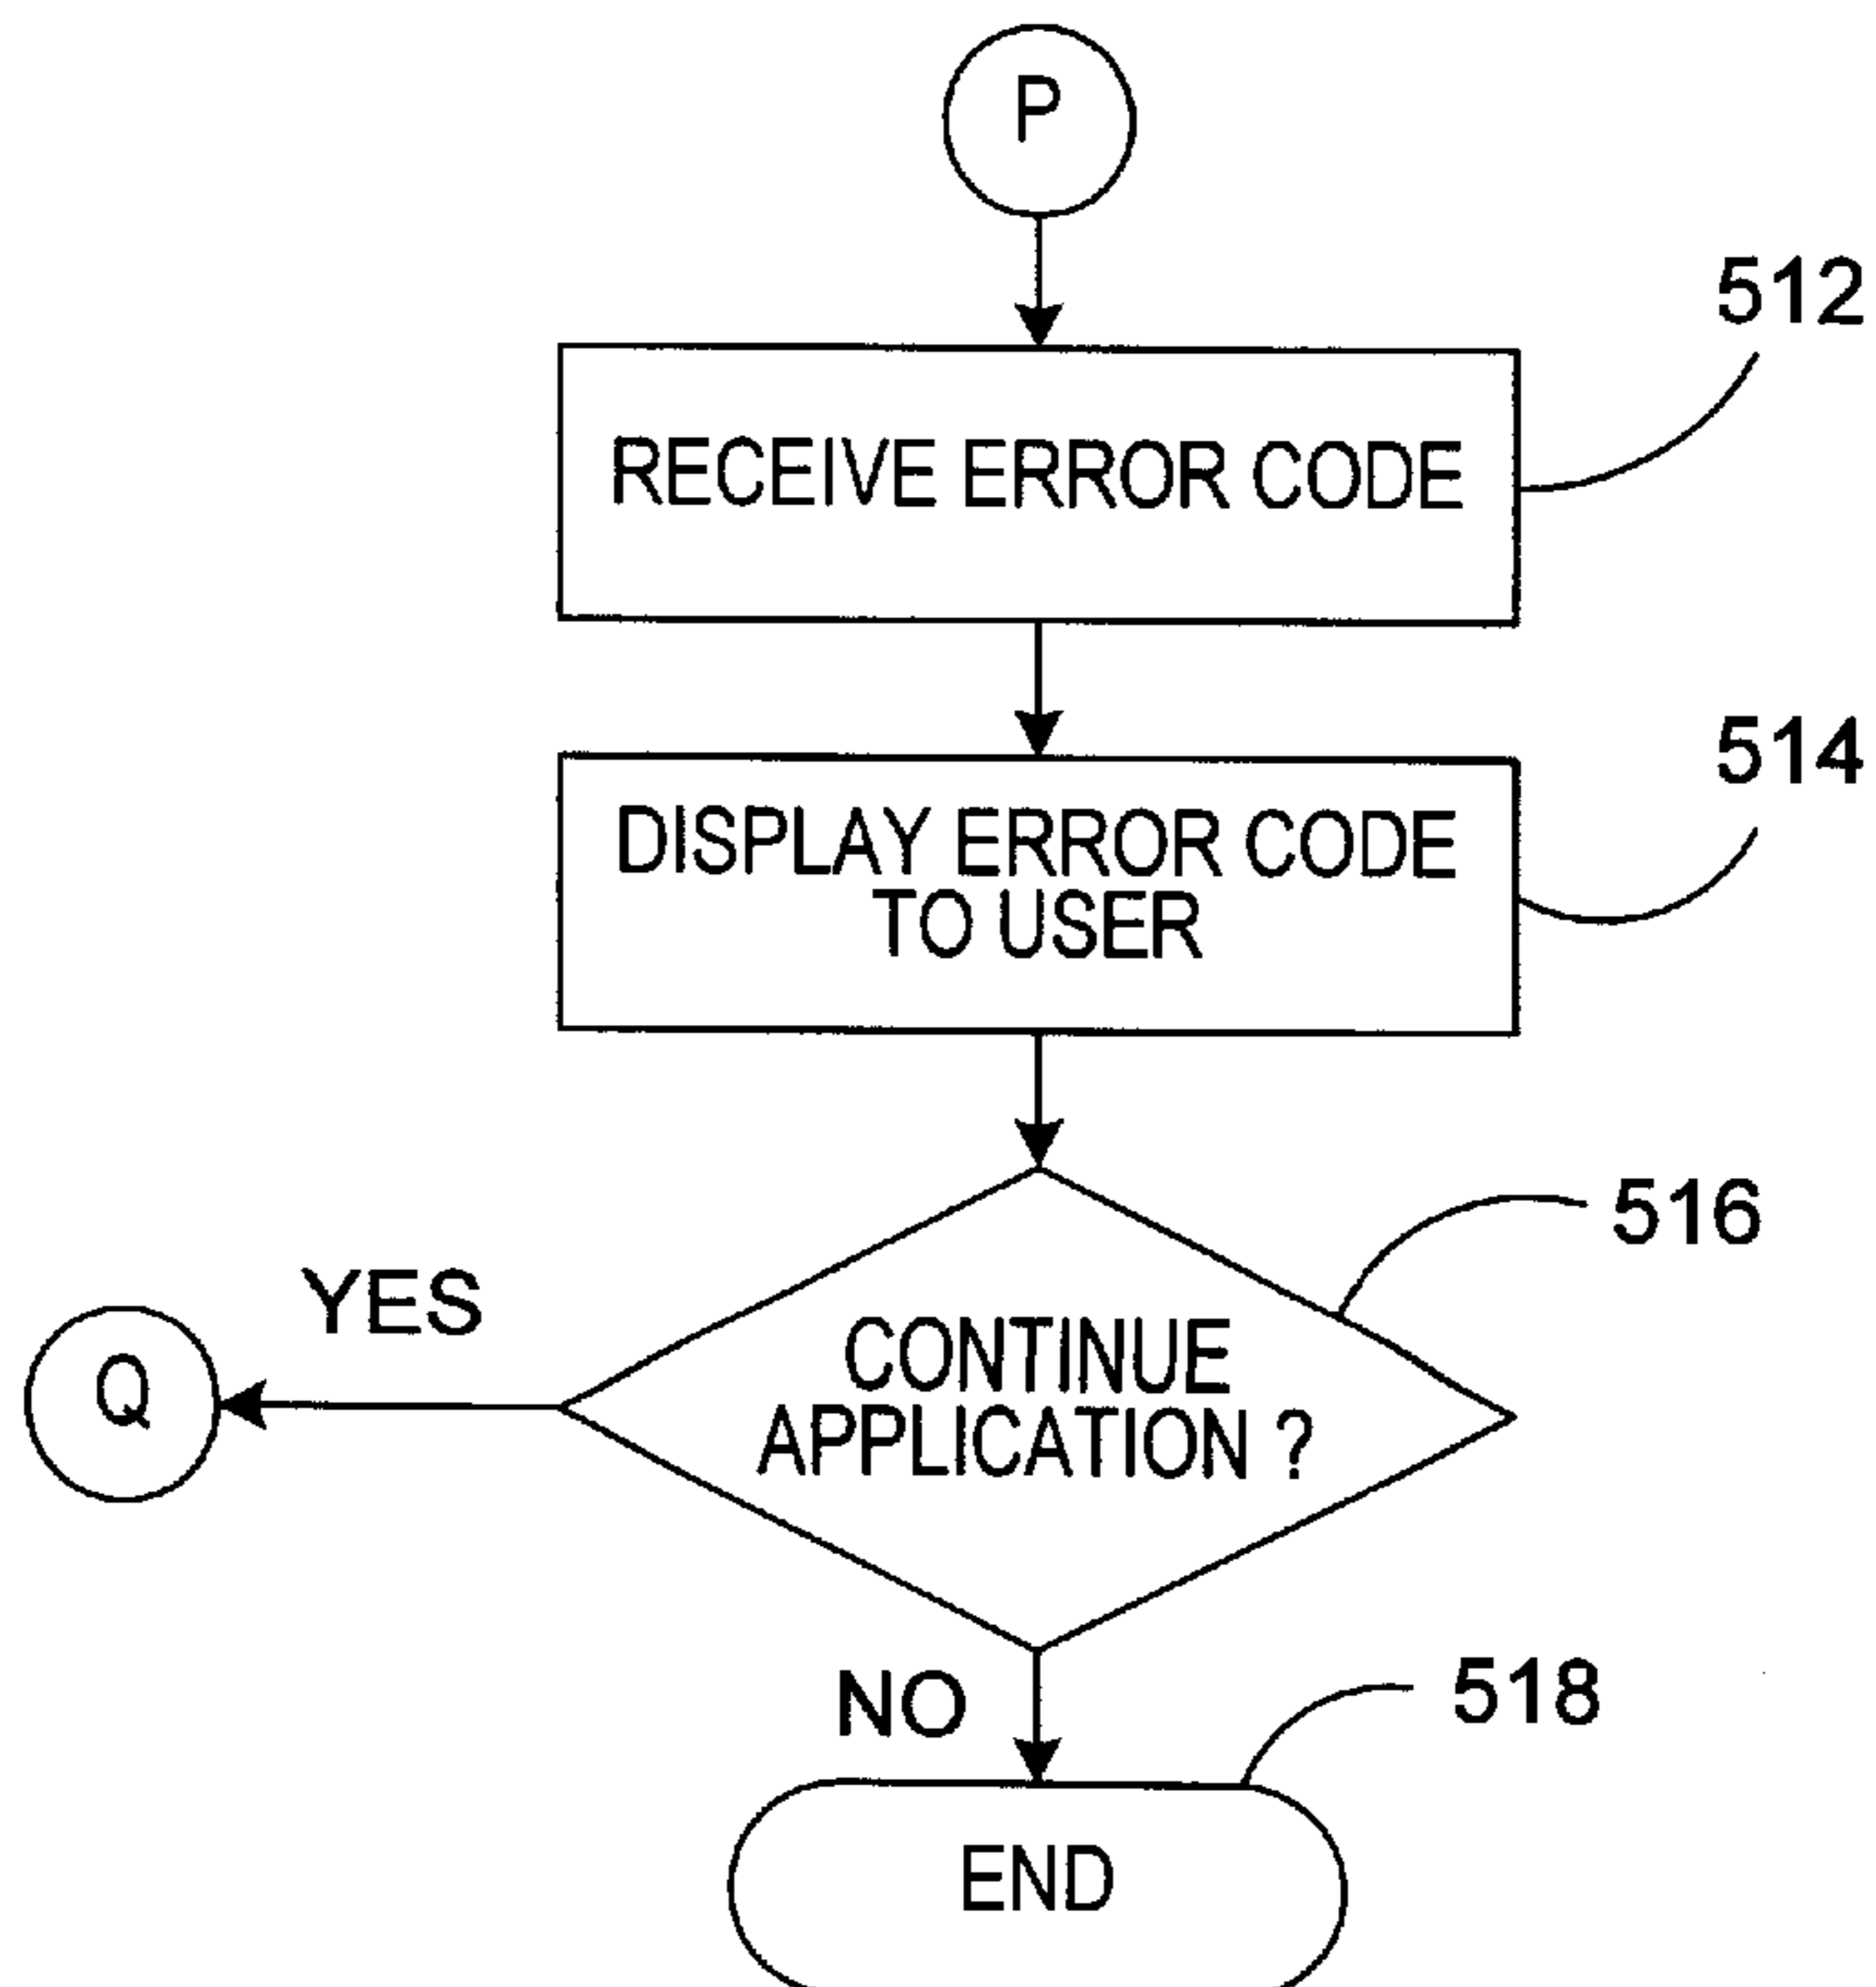 P
512
RECEIVE ERROR CODE
514
DISPLAY ERROR CODE
TO USER
516
YES
Q
CONTINUE
APPLICATION ?
NO
518
END